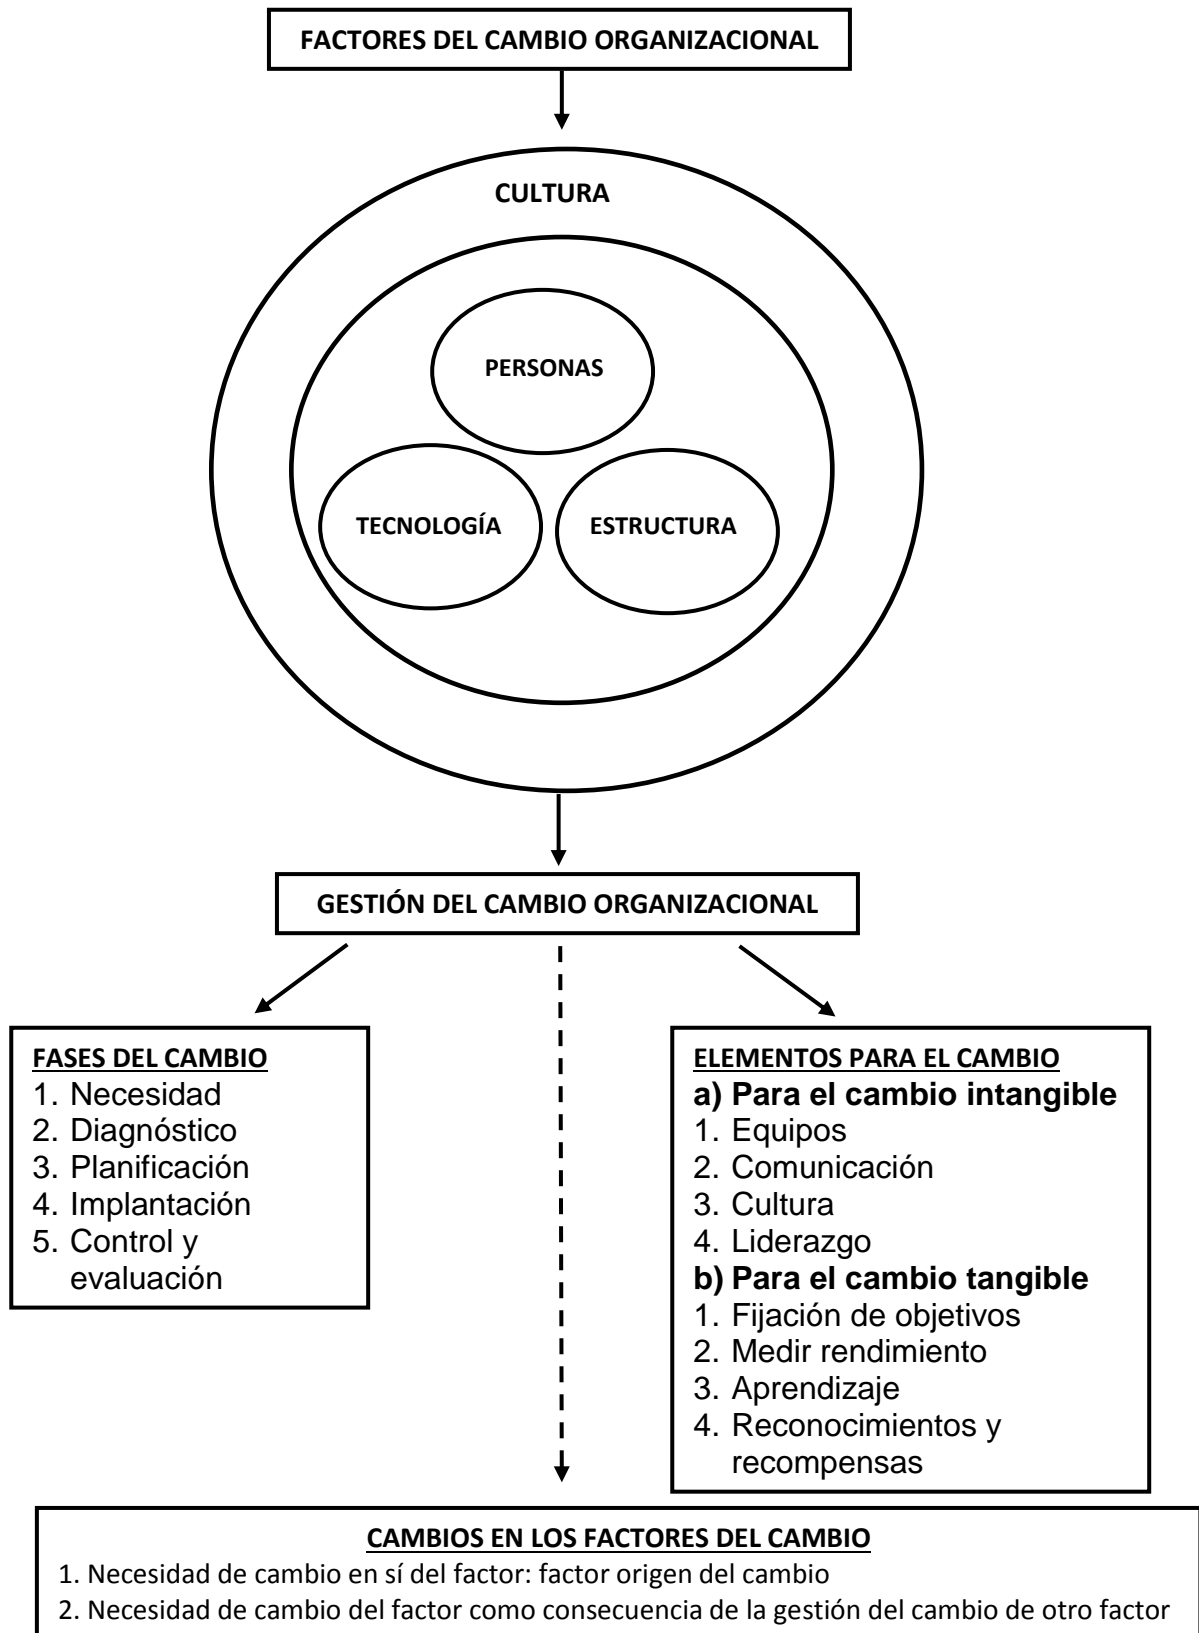 FACTORES DEL CAMBIO ORGANIZACIONAL
CULTURA
PERSONAS
TECNOLOGÍA
ESTRUCTURA
GESTIÓN DEL CAMBIO ORGANIZACIONAL
FASES DEL CAMBIO
1. Necesidad
2. Diagnóstico
3. Planificación
4. Implantación
5. Control y
evaluación
ELEMENTOS PARA EL CAMBIO
a) Para el cambio intangible
1. Equipos
2. Comunicación
3. Cultura
4. Liderazgo
b) Para el cambio tangible
1. Fijación de objetivos
2. Medir rendimiento
3. Aprendizaje
4. Reconocimientos y
recompensas
CAMBIOS EN LOS FACTORES DEL CAMBIO
1. Necesidad de cambio en sí del factor: factor origen del cambio
2. Necesidad de cambio del factor como consecuencia de la gestión del cambio de otro factor